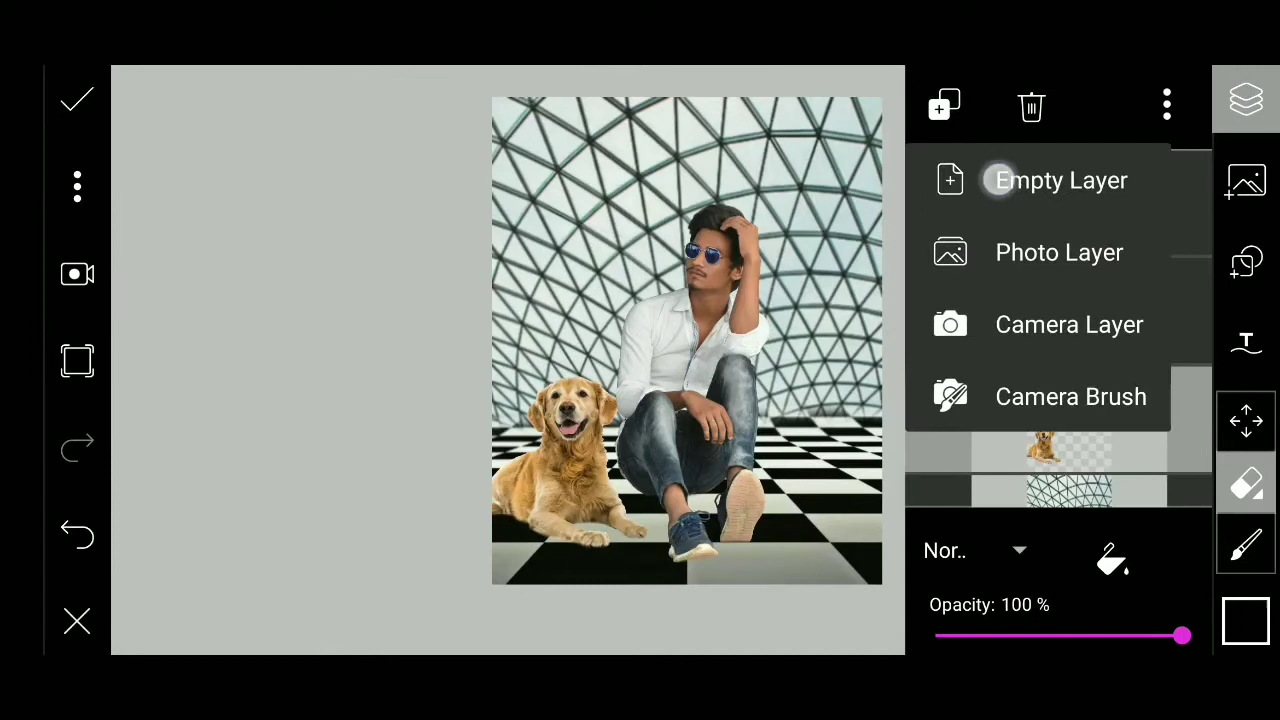 Empty Layer
Photo Layer
Camera Layer
Camera Brush
T
Nor..
Opacity: 100 %